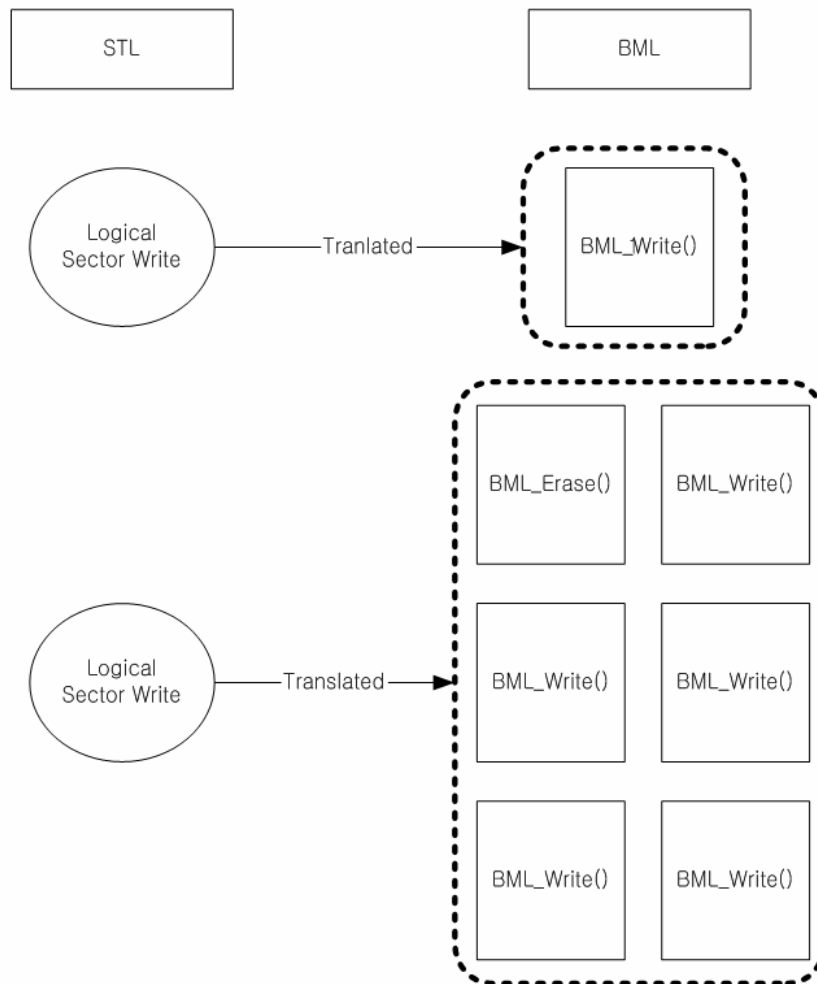 STL
BML
Logical
Sector Write
Tranlated
BML_Write()
BML_Erase()
BML_Write()
Logical
Sector Write
Translated
BML_Write()
BML_Write()
BML_Write()
BML_Write()